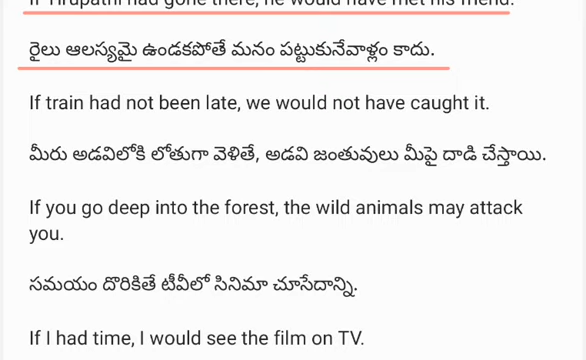 If Tirupathi had gone there, he would have met his friend.
రైలు ఆలస్యమై ఉండకపోతే మనం పట్టుకునేవాళ్లం కాదు.
If train had not been late, we would not have caught it.
మీరు అడవిలోకి లోతుగా వెళితే, అడవి జంతువులు మీపై దాడి చేస్తాయి.
If you go deep into the forest, the wild animals may attack
you.
సమయం దొరికితే టీవీలో సినిమా చూసేదాన్ని.
If I had time, I would see the film on TV.